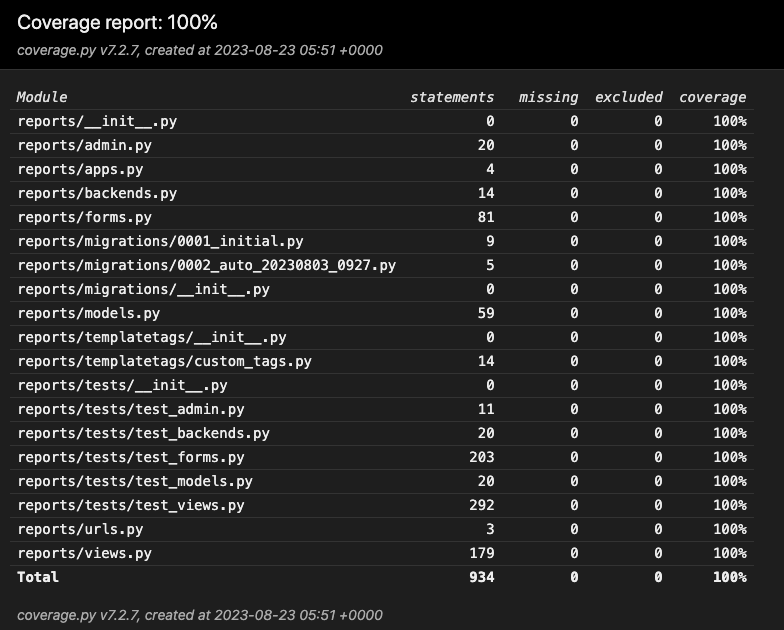 Coverage report: 100%
coverage.py v7.2.7, created at 2023-08-23 05:51 +0000
Module statements missing excluded coverage
reports/__init__.py 0 0 0 100%
reports/admin.py 20 0 0 100%
reports/apps.py 4 0 0 100%
reports/backends.py 14 0 0 100%
reports/forms.py 81 0 0 100%
reports/migrations/0001_initial.py 9 0 0 100%
reports/migrations/0002_auto_20230803_0927.py 5 0 0 100%
reports/migrations/__init__.py 0 0 0 100%
reports/models.py 59 0 0 100%
reports/templatetags/__init__.py 0 0 0 100%
reports/templatetags/custom_tags.py 14 0 0 100%
reports/tests/__init__.py 0 0 0 100%
reports/tests/test_admin.py 11 0 0 100%
reports/tests/test_backends.py 20 0 0 100%
reports/tests/test_forms.py 203 0 0 100%
reports/tests/test_models.py 20 0 0 100%
reports/tests/test_views.py 292 0 0 100%
reports/urls.py 3 0 0 100%
reports/views.py 179 0 0 100%
Total 934 0 0 100%
coverage.py v7.2.7, created at 2023-08-23 05:51 +0000